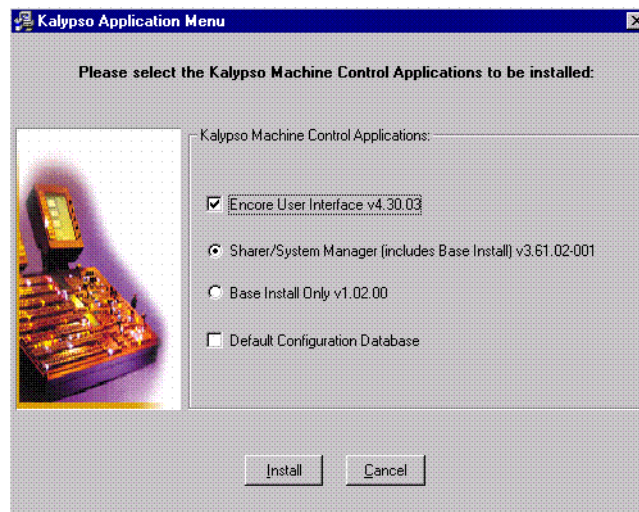 Kalypso Application Menu
Please select the Kalypso Machine Control Applications to be installed:
Kalypso Machine Control Applications:
Encore User Interface v4.30.03
Sharer/System Manager (includes Base Install) v3.61.02-001
Base Install Only v1.02.00
Default Configuration Database
Install Cancel